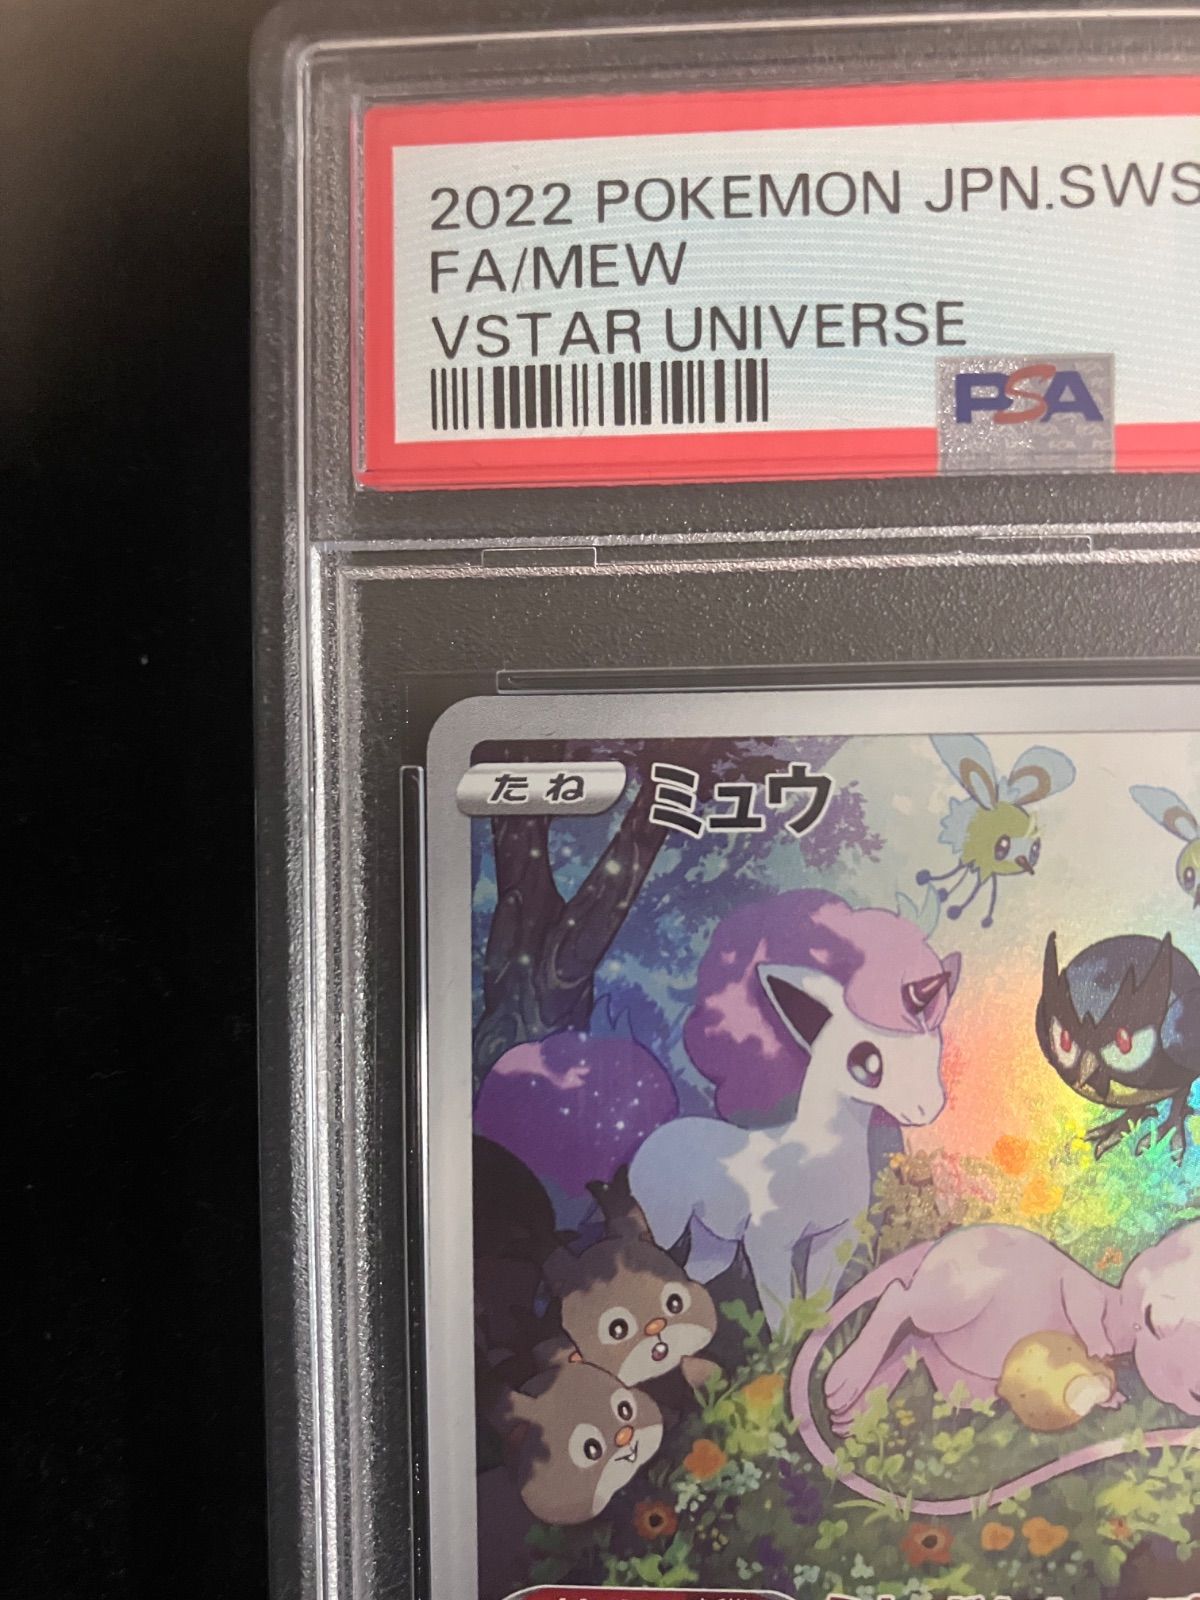 2022 POKEMON JPN.SWS
FA/MEW
VSTAR UNIVERSE
PSA
たね ミュウ